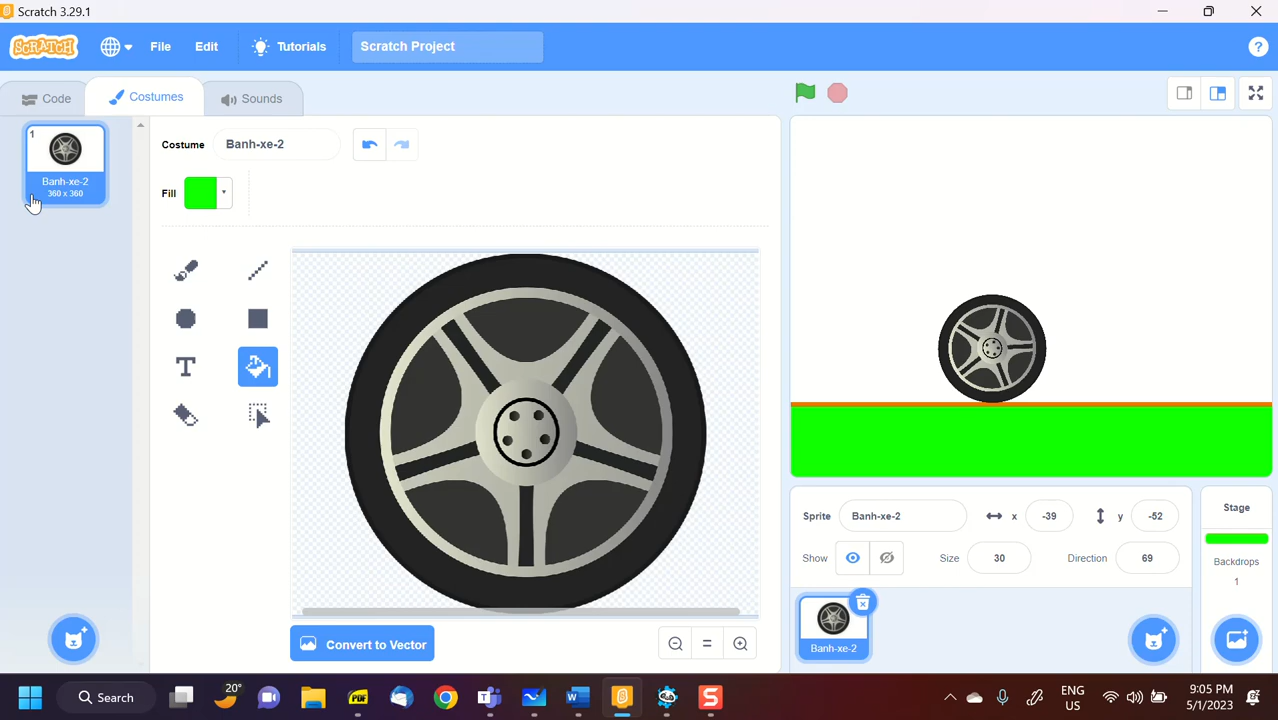 Scratch 3.29.1
SCRATCH
File
Edit
Tutorials
Scratch Project
?
Code
Costumes
Sounds
1
Banh-xe-2
360 x 360
Costume
Banh-xe-2
Fill
T
Convert to Vector
Sprite
Banh-xe-2
x
-39
y
-52
Show
Size
30
Direction
69
Banh-xe-2
Stage
Backdrops
1
Search
20°
PDF
W
S
ENG
US
9:05 PM
5/1/2023